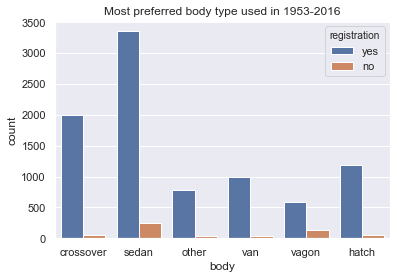 Most preferred body type used in 1953-2016
registration
yes
no
3500
3000
2500
2000
1500
1000
500
0
count
crossover sedan other van vagon hatch
body